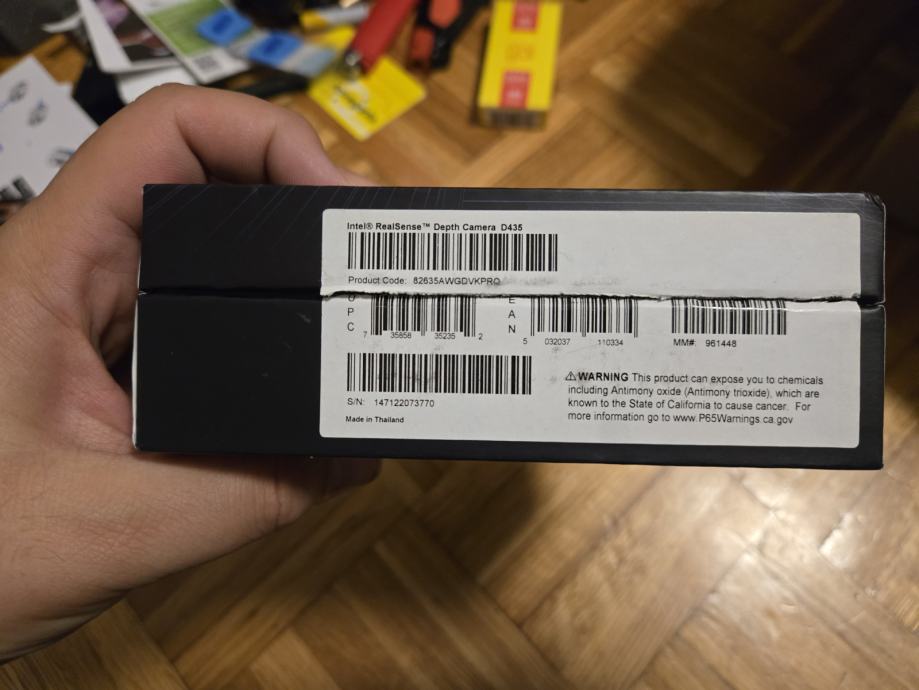 Intel® RealSense™ Depth Camera D435
Product Code: 82635AWGDVKPRQ
UPC
7 35858 35235 2
EAN
5 032037 110334
MM#: 961448
S/N: 147122073770
Made in Thailand
⚠WARNING This product can expose you to chemicals
including Antimony oxide (Antimony trioxide), which are
known to the State of California to cause cancer. For
more information go to www.P65Warnings.ca.gov